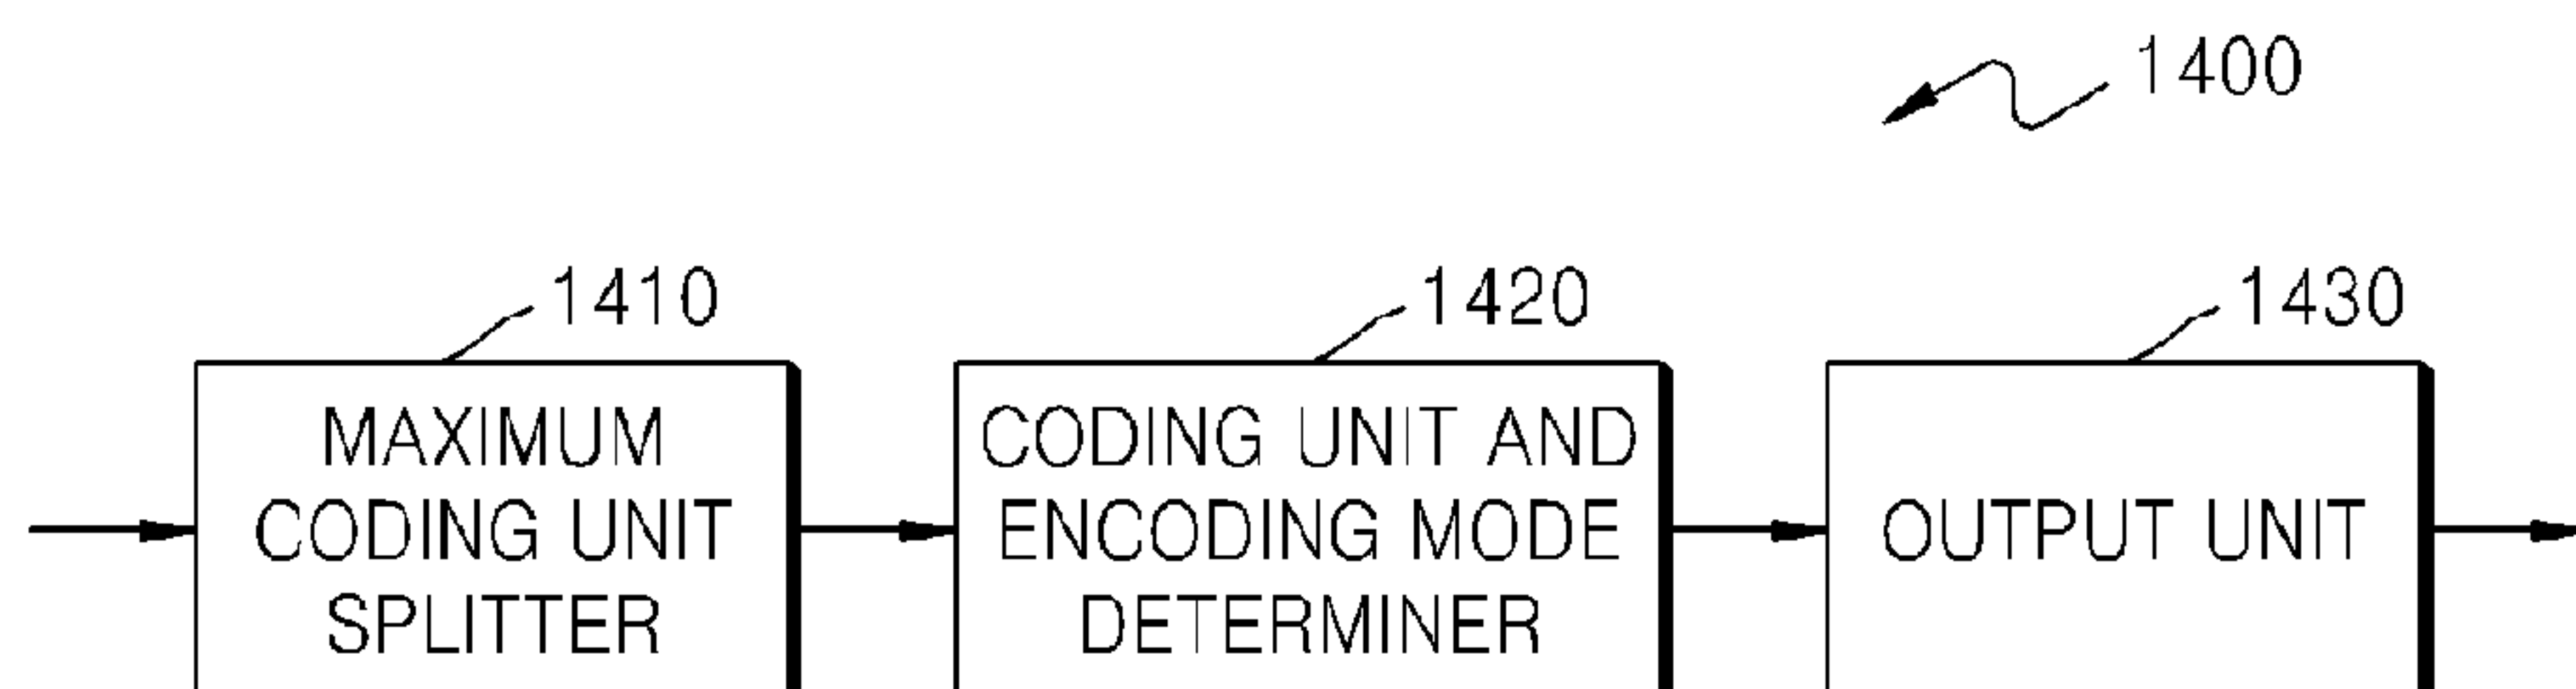 1400
1410
1420
1430
MAXIMUM
CODING UNIT
SPLITTER
CODING UNIT AND
ENCODING MODE
DETERMINER
OUTPUT UNIT